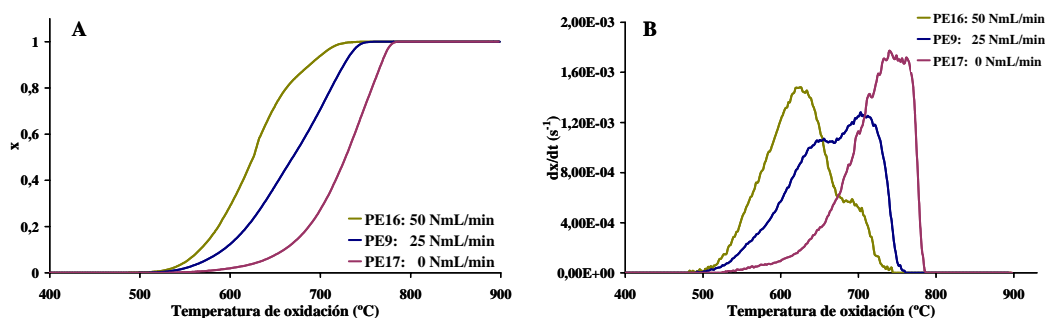 A
x
1
0,8
0,6
0,4
0,2
0
400 500 600 700 800 900
Temperatura de oxidación (ºC)
PE16: 50 NmL/min
PE9: 25 NmL/min
PE17: 0 NmL/min
B
dx/dt (s⁻¹)
2,00E-03
1,60E-03
1,20E-03
8,00E-04
4,00E-04
0,00E+00
400 500 600 700 800 900
Temperatura de oxidación (ºC)
PE16: 50 NmL/min
PE9: 25 NmL/min
PE17: 0 NmL/min